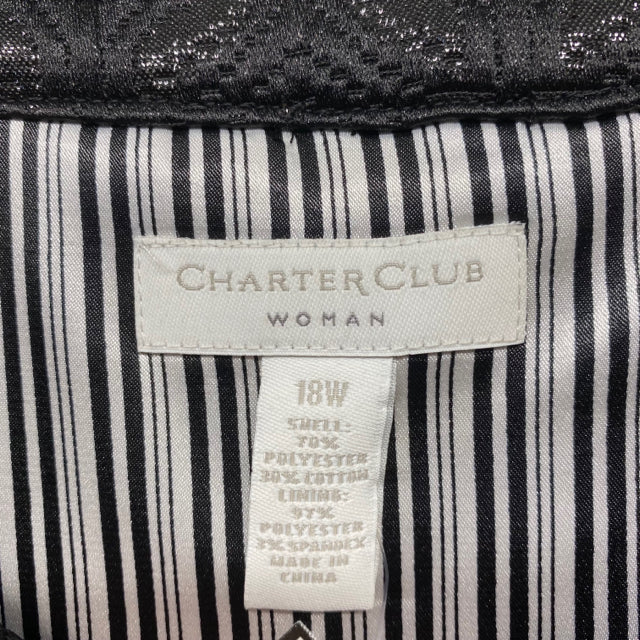 CHARTER CLUB
WOMAN
18W
SHELL:
70%
POLYESTER
30% COTTON
LINING:
97%
POLYESTER
3% SPANDEX
MADE IN
CHINA